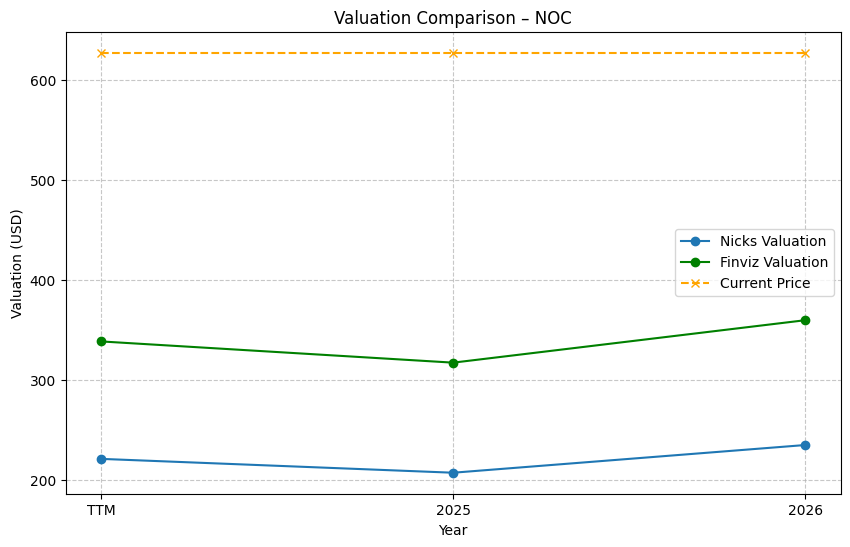 Valuation Comparison – NOC
Valuation (USD)
600
500
400
300
200
Nicks Valuation
Finviz Valuation
Current Price
TTM
2025
2026
Year